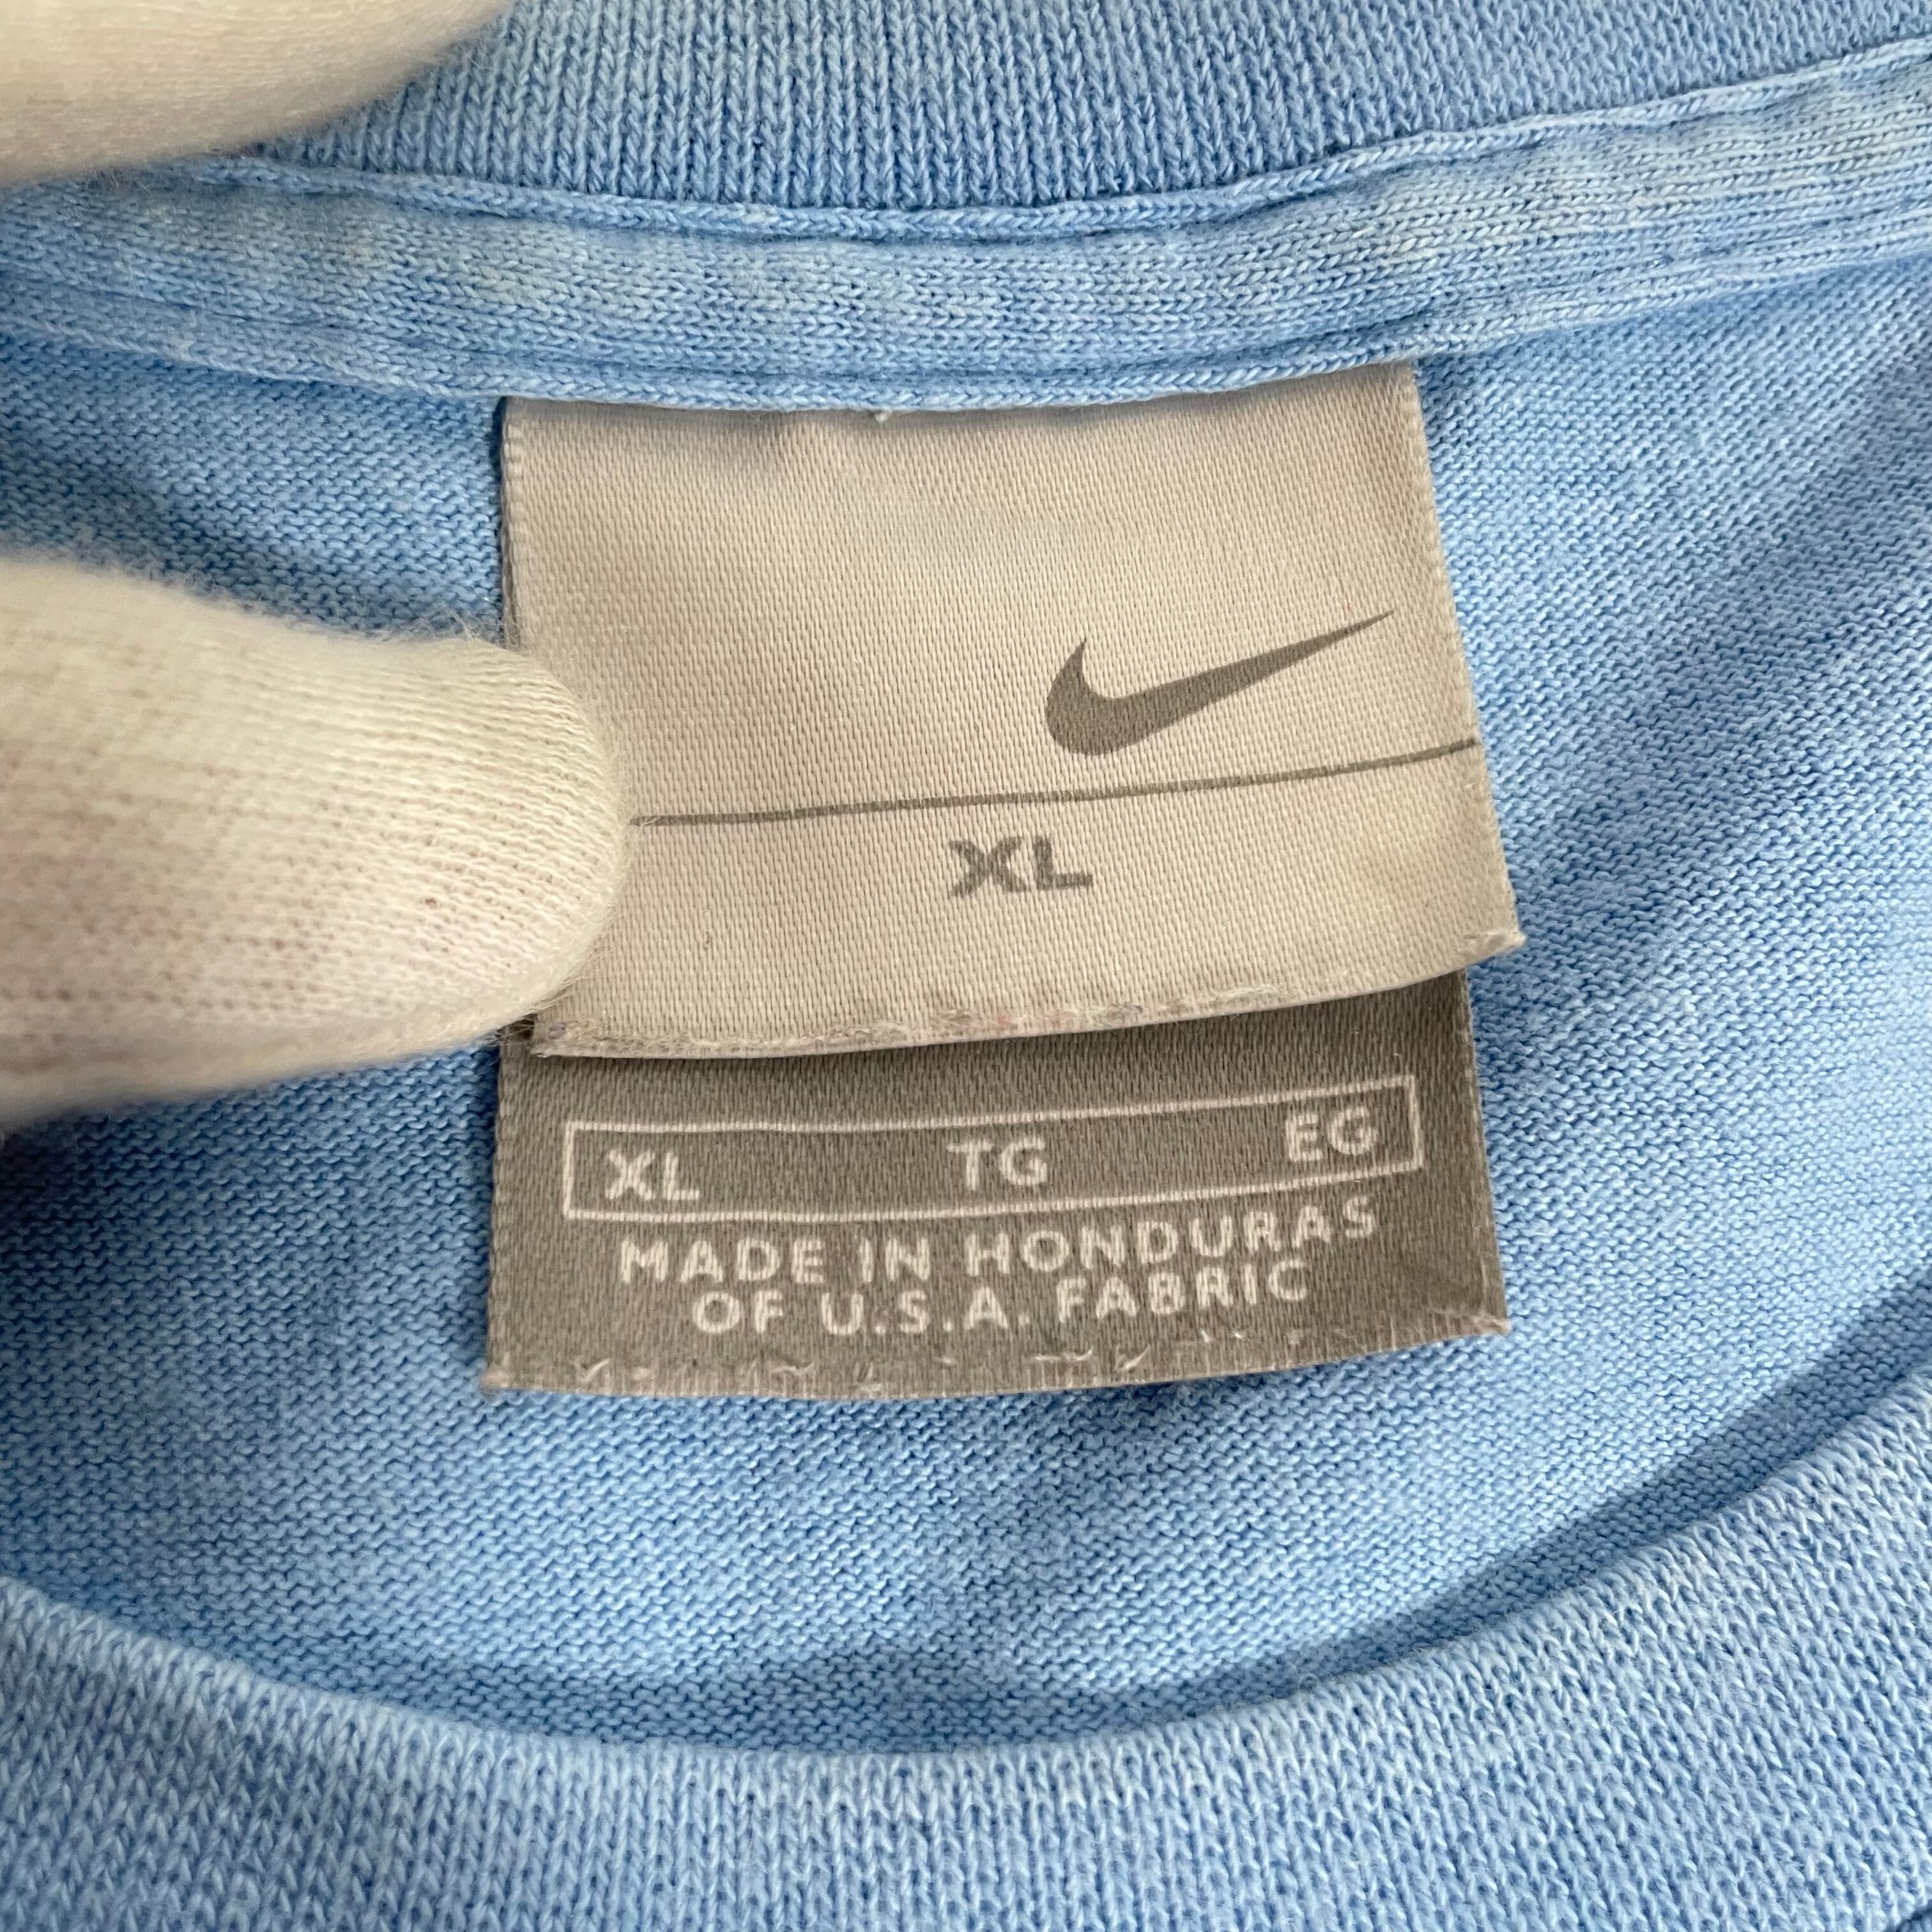 XL
XL TG EG
MADE IN HONDURAS
OF U.S.A. FABRIC